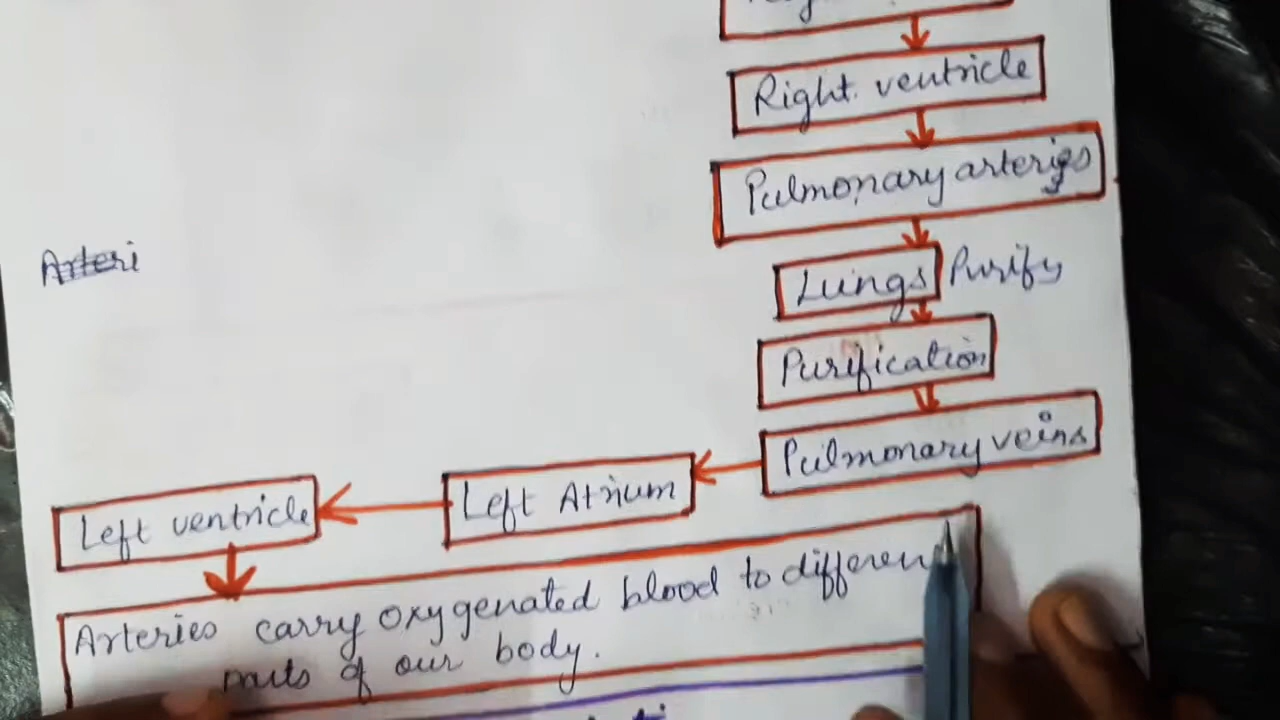 Right ventricle
Pulmonary arteries
Arteri
Lungs Purify
Purification
Pulmonary veins
Left Atrium
Left ventricle
Arteries carry oxygenated blood to differen
parts of our body.